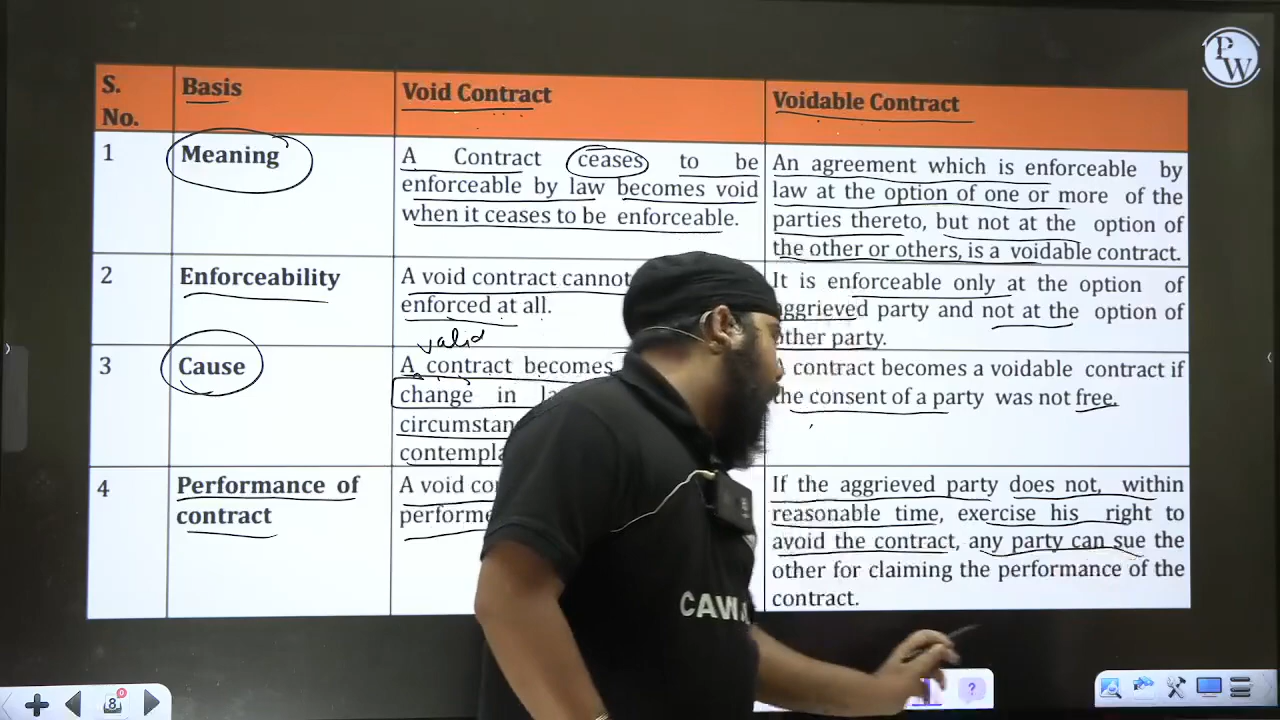 PW
S.
No.
Basis
Void Contract
Voidable Contract
1
Meaning
A Contract ceases to be
enforceable by law becomes void
when it ceases to be enforceable.
An agreement which is enforceable by
law at the option of one or more of the
parties thereto, but not at the option of
the other or others, is a voidable contract.
2
Enforceability
A void contract cannot
enforced at all.
It is enforceable only at the option of
aggrieved party and not at the option of
other party.
3
Cause
valid
A contract becomes
change in
A contract becomes a voidable contract if
the consent of a party was not free.
4
Performance of
contract
A void
If the aggrieved party does not, within
reasonable time, exercise his right to
avoid the contract, any party can sue the
other for claiming the performance of the
contract.
8
0
?